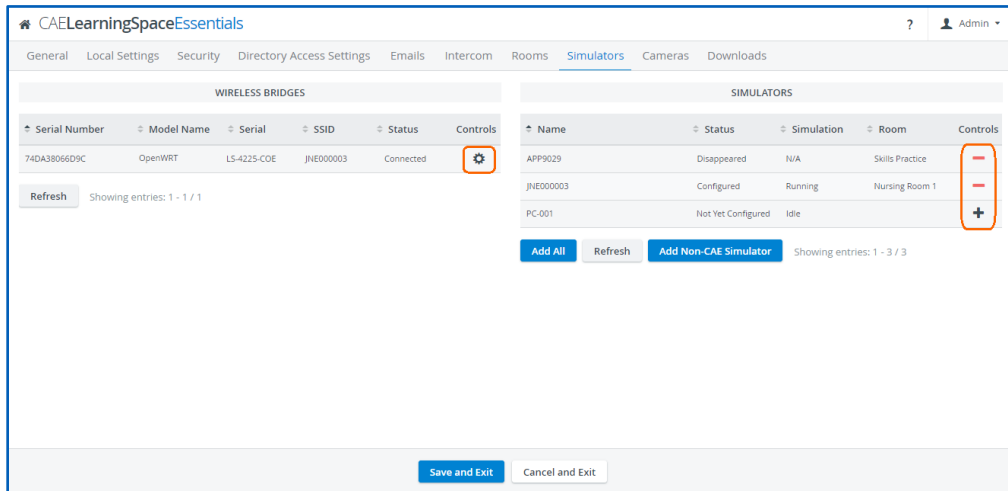 CAELearningSpaceEssentials ? Admin
General Local Settings Security Directory Access Settings Emails Intercom Rooms Simulators Cameras Downloads
WIRELESS BRIDGES
Serial Number Model Name Serial SSID Status Controls
74DA38066D9C OpenWRT LS-4225-COE JNE000003 Connected
Refresh Showing entries: 1 - 1 / 1
SIMULATORS
Name Status Simulation Room Controls
APP9029 Disappeared N/A Skills Practice
JNE000003 Configured Running Nursing Room 1
PC-001 Not Yet Configured Idle
Add All Refresh Add Non-CAE Simulator Showing entries: 1 - 3 / 3
Save and Exit Cancel and Exit